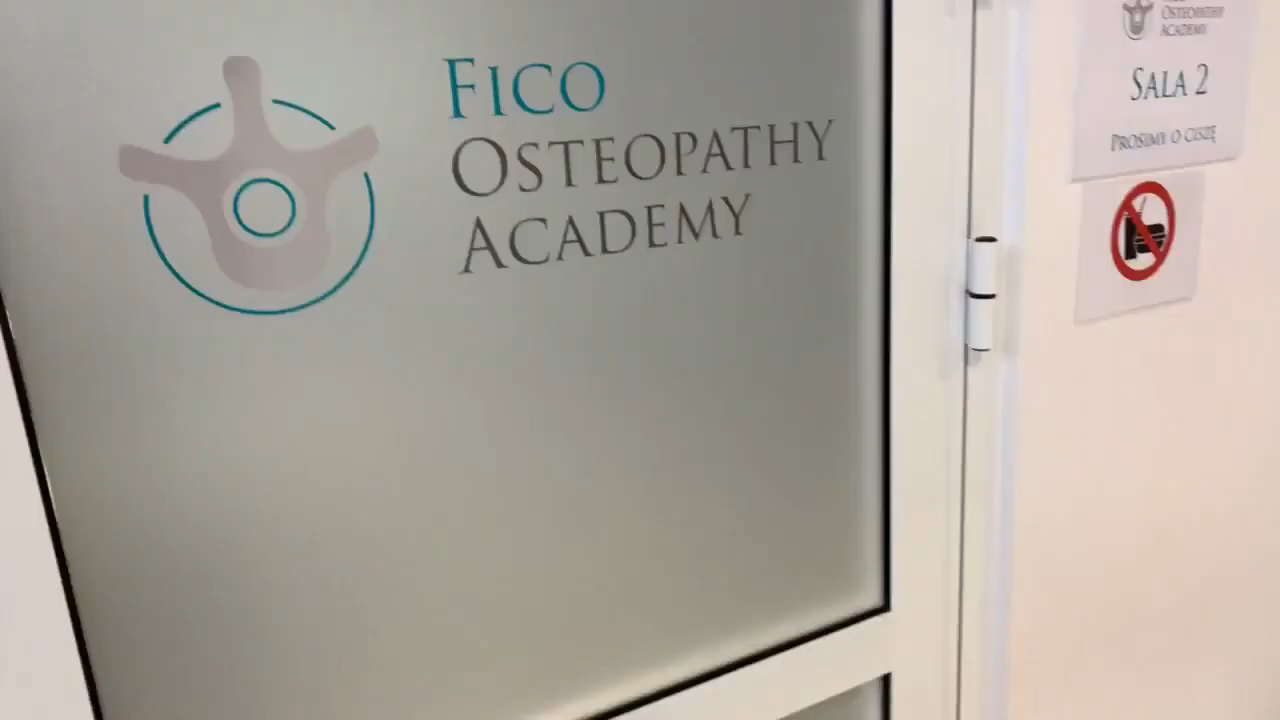 FICO
OSTEOPATHY
ACADEMY
OSTEOPATHY
ACADEMY
SALA 2
PROSIMY O CISZĘ